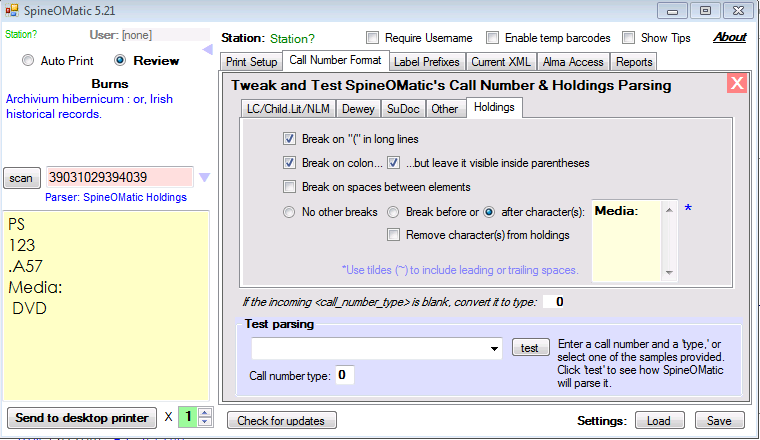 SpineOMatic 5.21
Station?
User: [none]
Auto Print
Review
Burns
Archivium hibernicum : or, Irish
historical records.
scan
39031029394039
Parser: SpineOMatic Holdings
PS
123
.A57
Media:
DVD
Send to desktop printer
X
1
Station: Station?
Require Username
Enable temp barcodes
Show Tips
About
Print Setup
Call Number Format
Label Prefixes
Current XML
Alma Access
Reports
Tweak and Test SpineOMatic's Call Number & Holdings Parsing
X
LC/Child.Lit/NLM
Dewey
SuDoc
Other
Holdings
Break on "(" in long lines
Break on colon...
...but leave it visible inside parentheses
Break on spaces between elements
No other breaks
Break before or
after character(s):
Media:
*
Remove character(s) from holdings
*Use tildes (~) to include leading or trailing spaces.
If the incoming <call_number_type> is blank, convert it to type: 0
Test parsing
test
Enter a call number and a 'type,' or
select one of the samples provided.
Click 'test' to see how SpineOMatic
will parse it.
Call number type: 0
Check for updates
Settings:
Load
Save